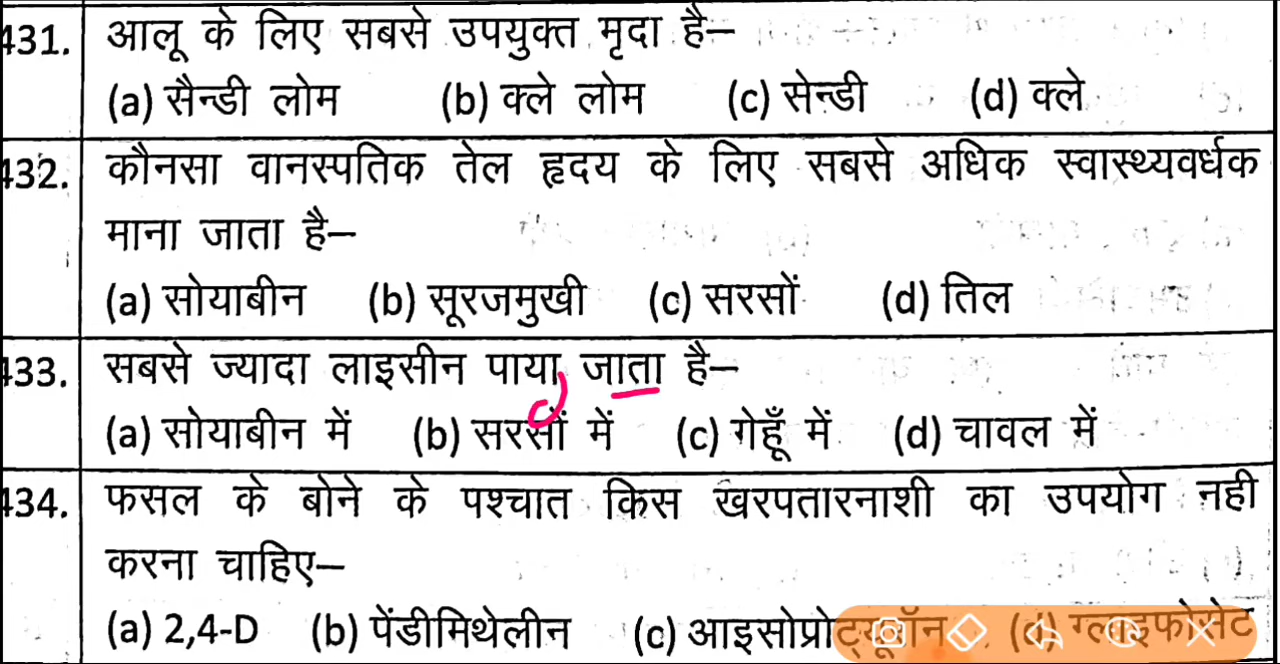 431. आलू के लिए सबसे उपयुक्त मृदा है–
(a) सैन्डी लोम (b) क्ले लोम (c) सेन्डी (d) क्ले
432. कौनसा वानस्पतिक तेल हृदय के लिए सबसे अधिक स्वास्थ्यवर्धक
माना जाता है–
(a) सोयाबीन (b) सूरजमुखी (c) सरसों (d) तिल
433. सबसे ज्यादा लाइसीन पाया जाता है–
(a) सोयाबीन में (b) सरसों में (c) गेहूँ में (d) चावल में
434. फसल के बोने के पश्चात किस खरपतारनाशी का उपयोग नही
करना चाहिए–
(a) 2,4-D (b) पेंडीमिथेलीन (c) आइसोप्रोट्यूरॉन (d) ग्लाइफोसेट